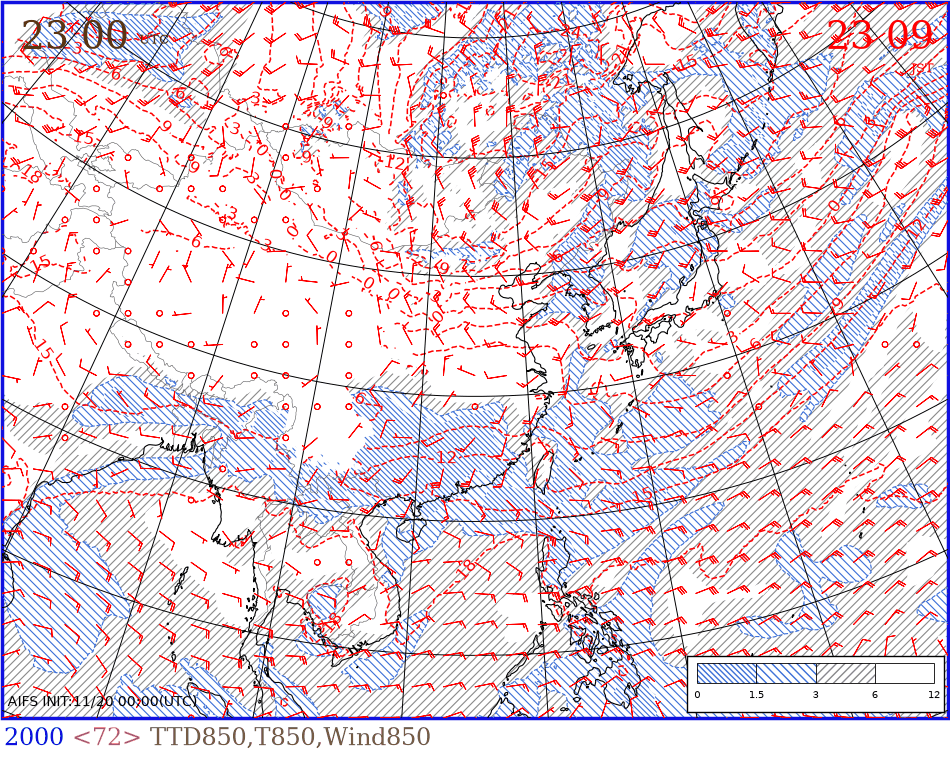 23 00 UTC
23 09
JST
0 1.5 3 6 12
AIFS INIT:11/20 00:00(UTC)
2000 <72> TTD850,T850,Wind850